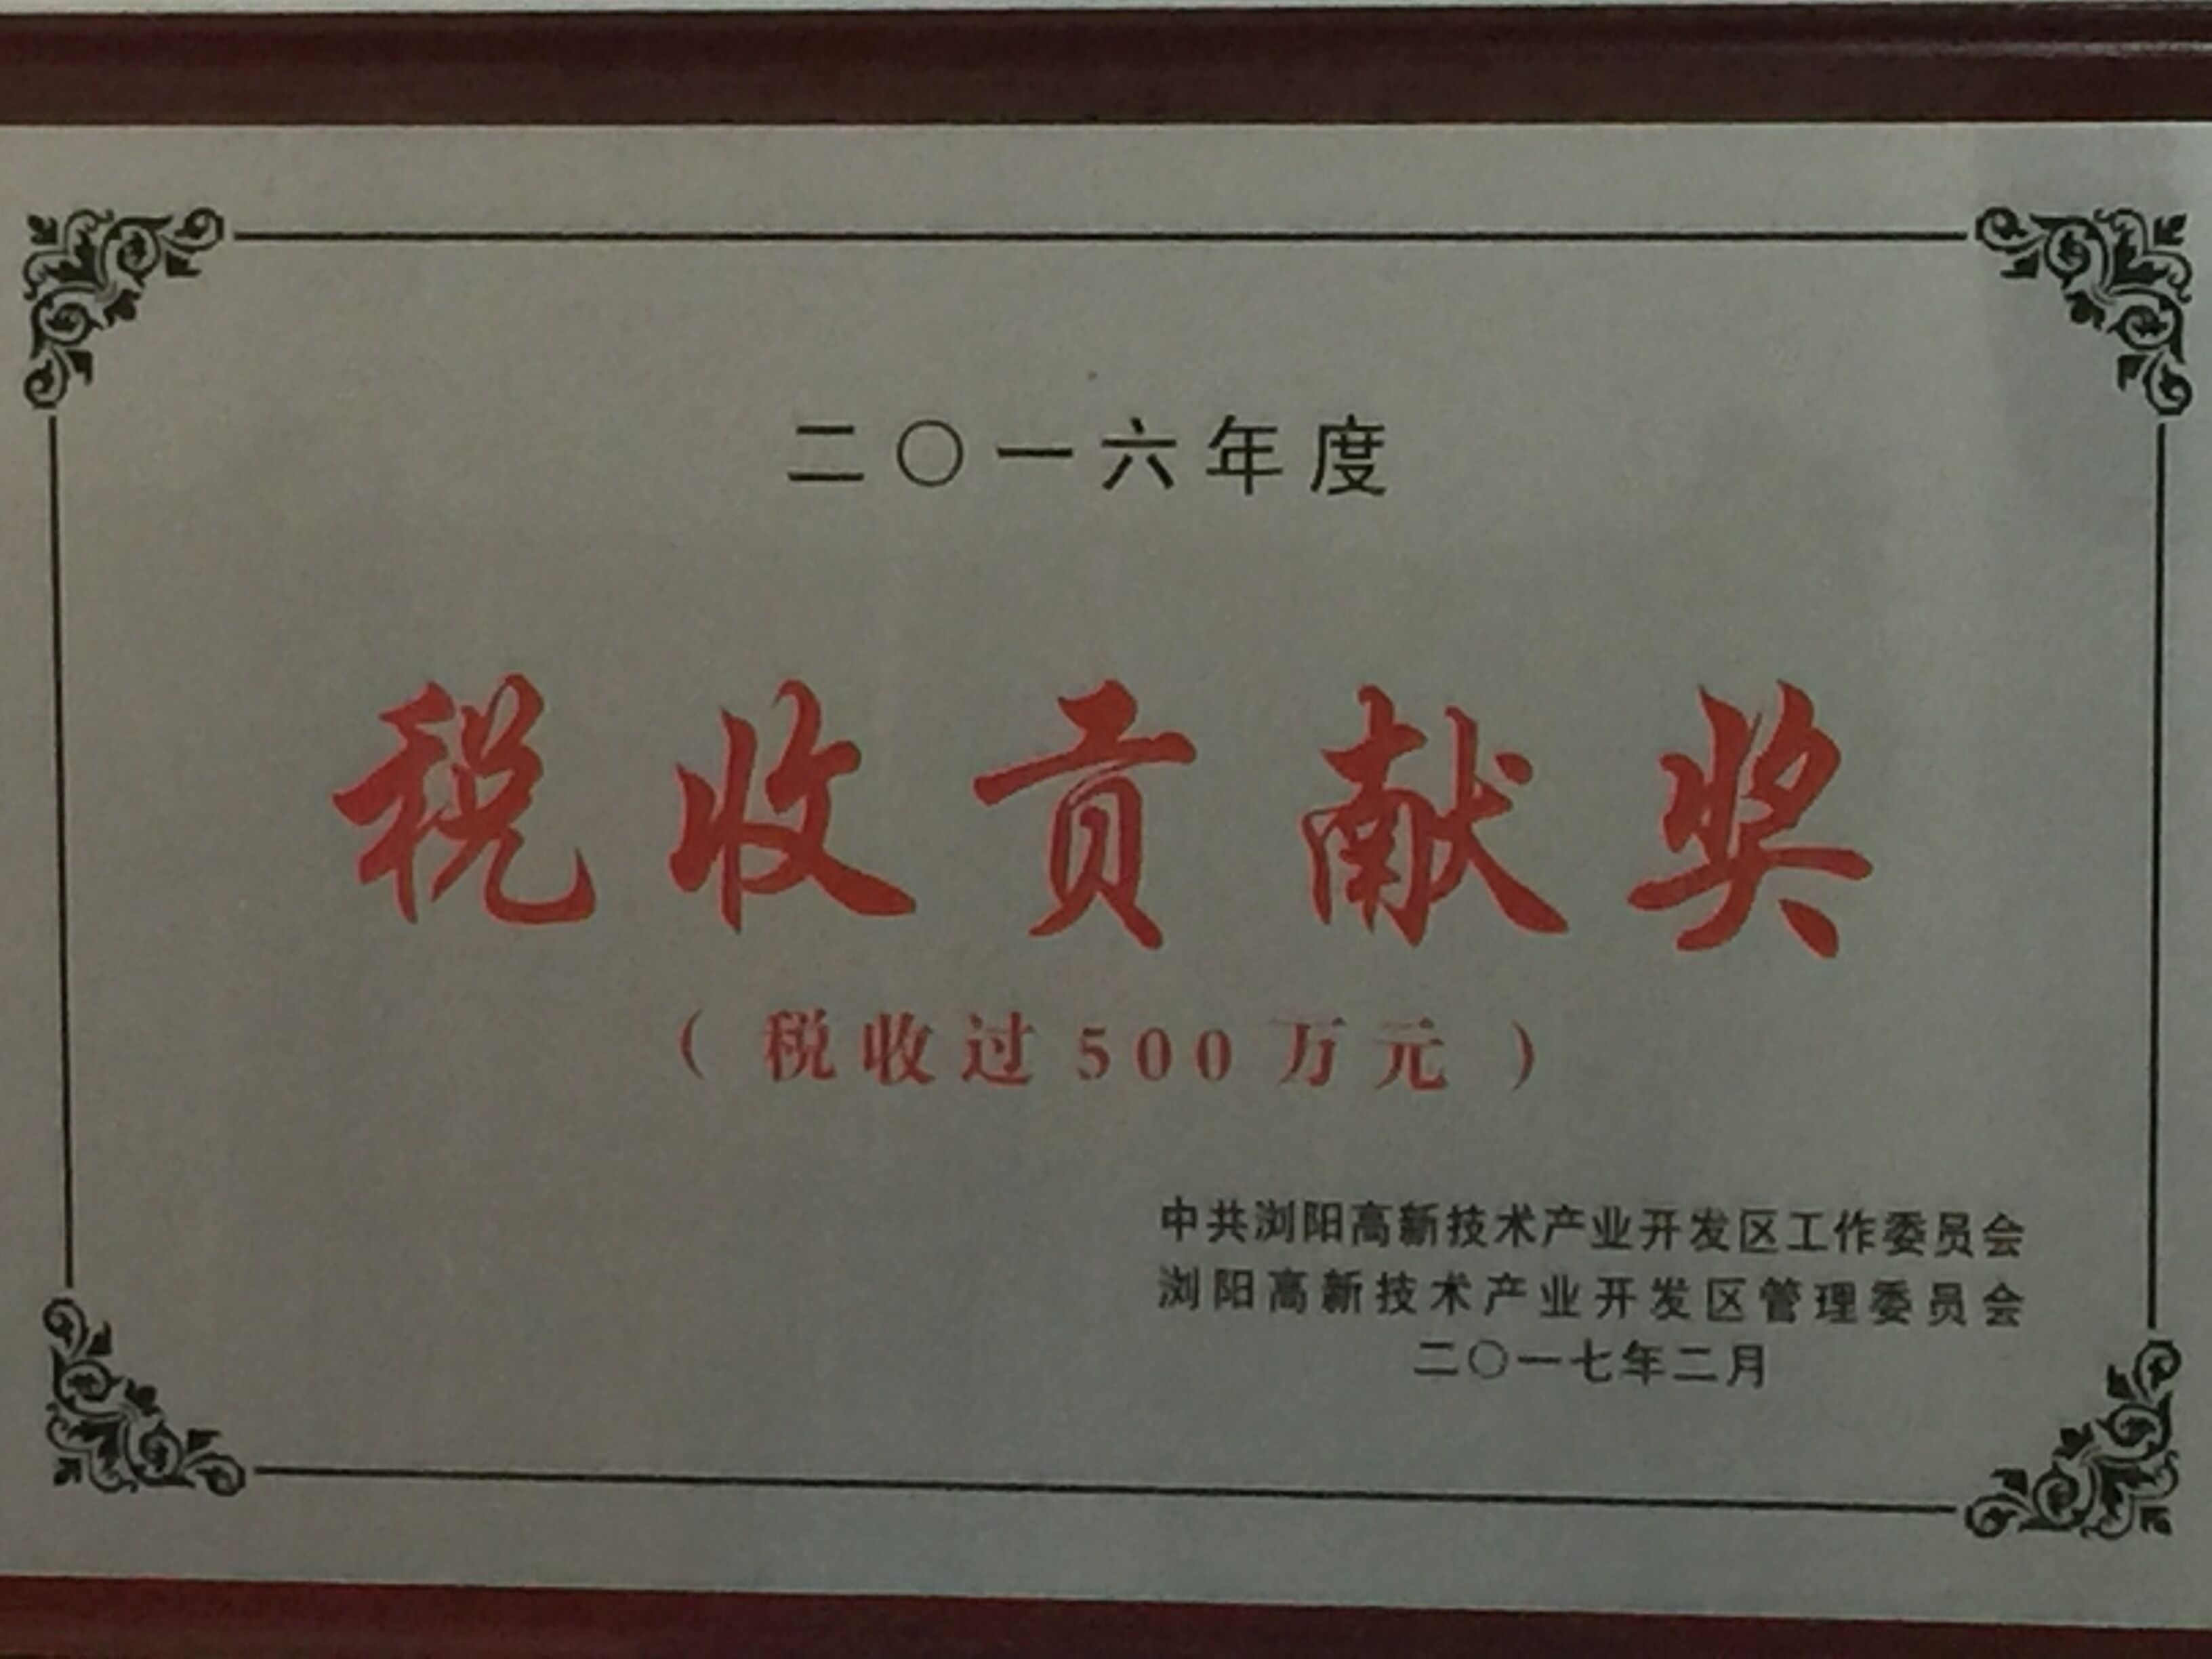 二〇一六年度
税收贡献奖
（税收过500万元）
中共浏阳高新技术产业开发区工作委员会
浏阳高新技术产业开发区管理委员会
二〇一七年二月